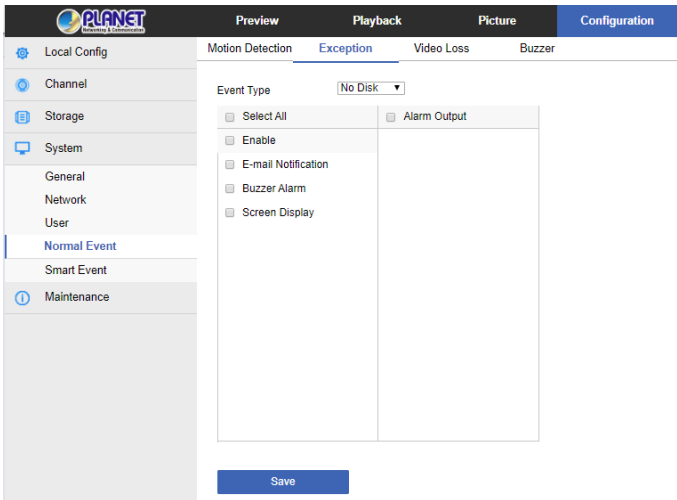 PLANET Preview Playback Picture Configuration
Networking & Communication
Local Config Motion Detection Exception Video Loss Buzzer
Channel Event Type No Disk
Storage Select All Alarm Output
System Enable
General E-mail Notification
Network Buzzer Alarm
User Screen Display
Normal Event
Smart Event
Maintenance
Save